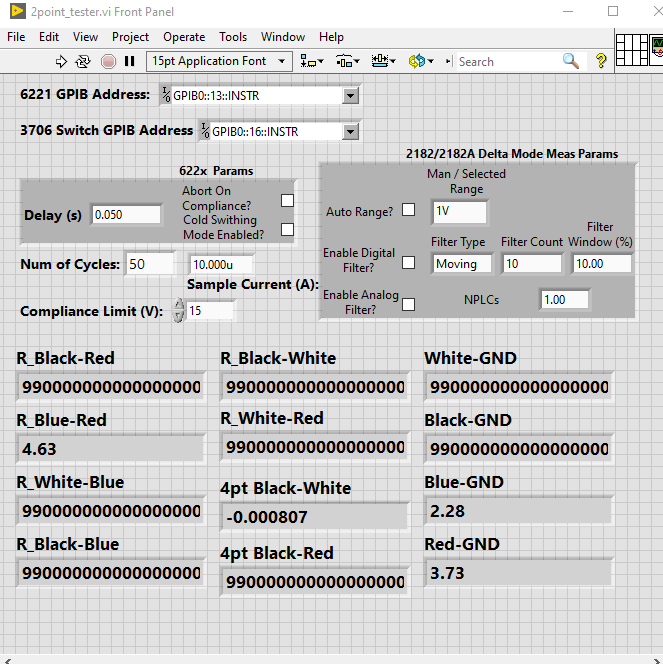 2point_tester.vi Front Panel
File Edit View Project Operate Tools Window Help
15pt Application Font
Search
6221 GPIB Address: GPIB0::13::INSTR
3706 Switch GPIB Address GPIB0::16::INSTR
622x Params
Delay (s) 0.050
Abort On
Compliance?
Cold Swithing
Mode Enabled?
Num of Cycles: 50 10.000u
Sample Current (A):
Compliance Limit (V): 15
2182/2182A Delta Mode Meas Params
Man / Selected
Range
Auto Range? 1V
Enable Digital
Filter?
Filter Type Filter Count Filter
Window (%)
Moving 10 10.00
Enable Analog
Filter?
NPLCs 1.00
R_Black-Red R_Black-White White-GND
990000000000000000 990000000000000000 990000000000000000
R_Blue-Red R_White-Red Black-GND
4.63 990000000000000000 990000000000000000
R_White-Blue 4pt Black-White Blue-GND
990000000000000000 -0.000807 2.28
R_Black-Blue 4pt Black-Red Red-GND
990000000000000000 990000000000000000 3.73